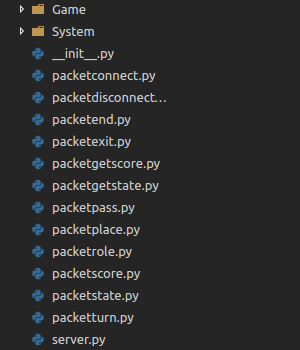 Game
System
__init__.py
packetconnect.py
packetdisconnect...
packetend.py
packetexit.py
packetgetscore.py
packetgetstate.py
packetpass.py
packetplace.py
packetrole.py
packetscore.py
packetstate.py
packetturn.py
server.py